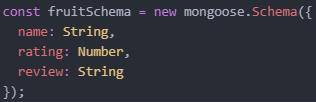 const fruitSchema = new mongoose.Schema({
  name: String,
  rating: Number,
  review: String
});